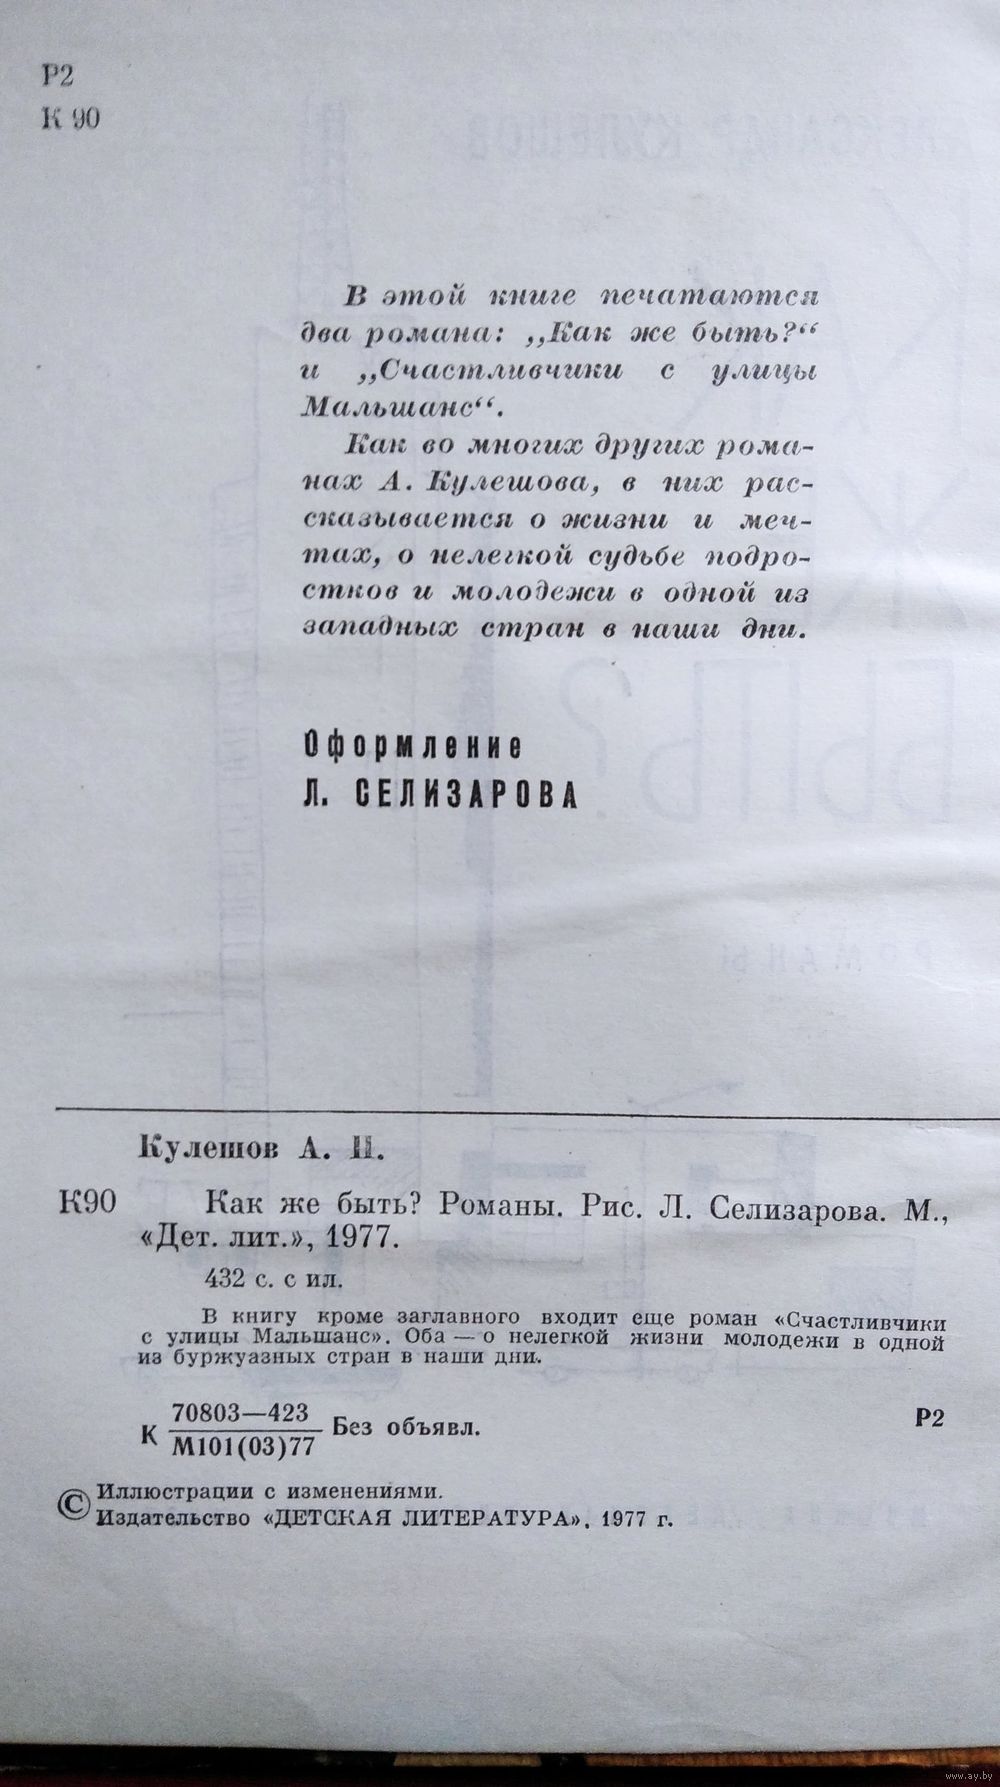 Р2
К 90
В этой книге печатаются
два романа: „Как же быть?“
и „Счастливчики с улицы
Мальшанс“.
Как во многих других рома-
нах А. Кулешова, в них рас-
сказывается о жизни и меч-
тах, о нелегкой судьбе подро-
стков и молодежи в одной из
западных стран в наши дни.
Оформление
Л. СЕЛИЗАРОВА
Кулешов А. П.
К90 Как же быть? Романы. Рис. Л. Селизарова. М.,
«Дет. лит.», 1977.
432 с. с ил.
В книгу кроме заглавного входит еще роман «Счастливчики
с улицы Мальшанс». Оба — о нелегкой жизни молодежи в одной
из буржуазных стран в наши дни.
70803—423
К М101(03)77 Без объявл. Р2
© Иллюстрации с изменениями.
Издательство «ДЕТСКАЯ ЛИТЕРАТУРА», 1977 г.
www.ay.by